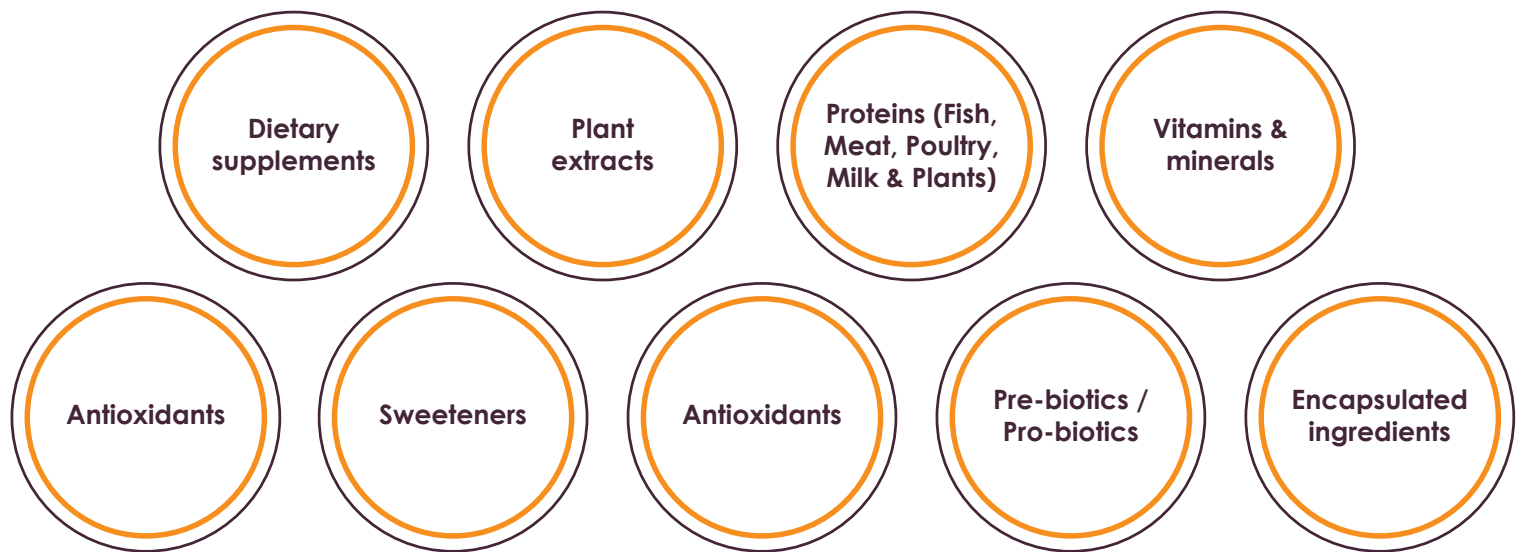 Dietary
supplements
Plant
extracts
Proteins (Fish,
Meat, Poultry,
Milk & Plants)
Vitamins &
minerals
Antioxidants
Sweeteners
Antioxidants
Pre-biotics /
Pro-biotics
Encapsulated
ingredients